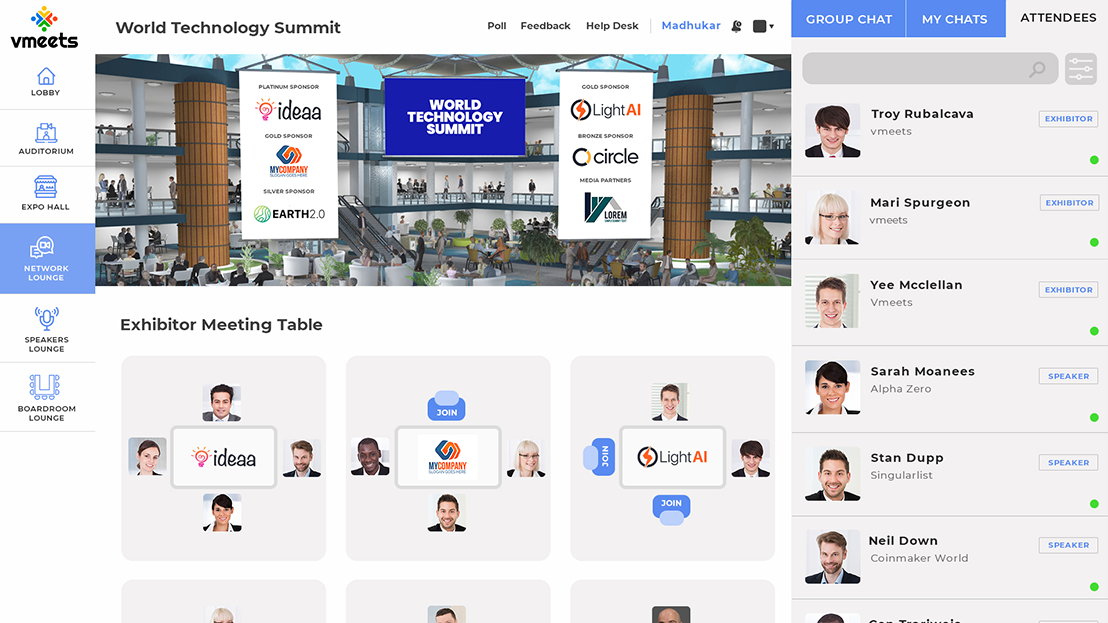 vmeets
World Technology Summit
Poll
Feedback
Help Desk
Madhukar
GROUP CHAT
MY CHATS
ATTENDEES
LOBBY
AUDITORIUM
EXPO HALL
NETWORK
LOUNGE
SPEAKERS
LOUNGE
BOARDROOM
LOUNGE
PLATINUM SPONSOR
ideaa
GOLD SPONSOR
MYCOMPANY
SLOGAN GOES HERE
SILVER SPONSOR
EARTH2.0
WORLD
TECHNOLOGY
SUMMIT
GOLD SPONSOR
LightAI
BRONZE SPONSOR
circle
MEDIA PARTNERS
LOREM
Exhibitor Meeting Table
ideaa
JOIN
MYCOMPANY
SLOGAN GOES HERE
JOIN
LightAI
JOIN
Troy Rubalcava
vmeets
EXHIBITOR
Mari Spurgeon
vmeets
EXHIBITOR
Yee Mcclellan
Vmeets
EXHIBITOR
Sarah Moanees
Alpha Zero
SPEAKER
Stan Dupp
Singularlist
SPEAKER
Neil Down
Coinmaker World
SPEAKER